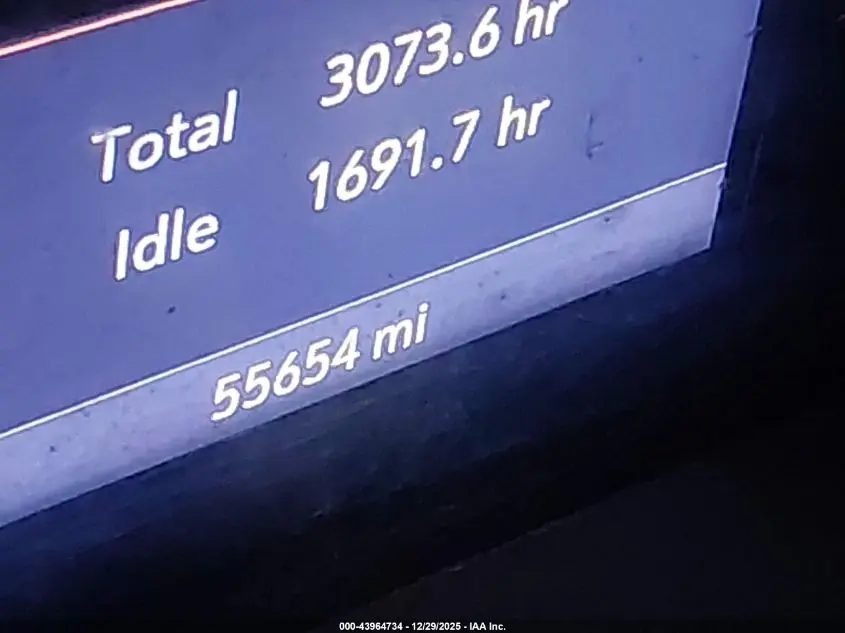 Total 3073.6 hr
Idle 1691.7 hr
55654 mi
000-43964734 - 12/29/2025 - IAA Inc.